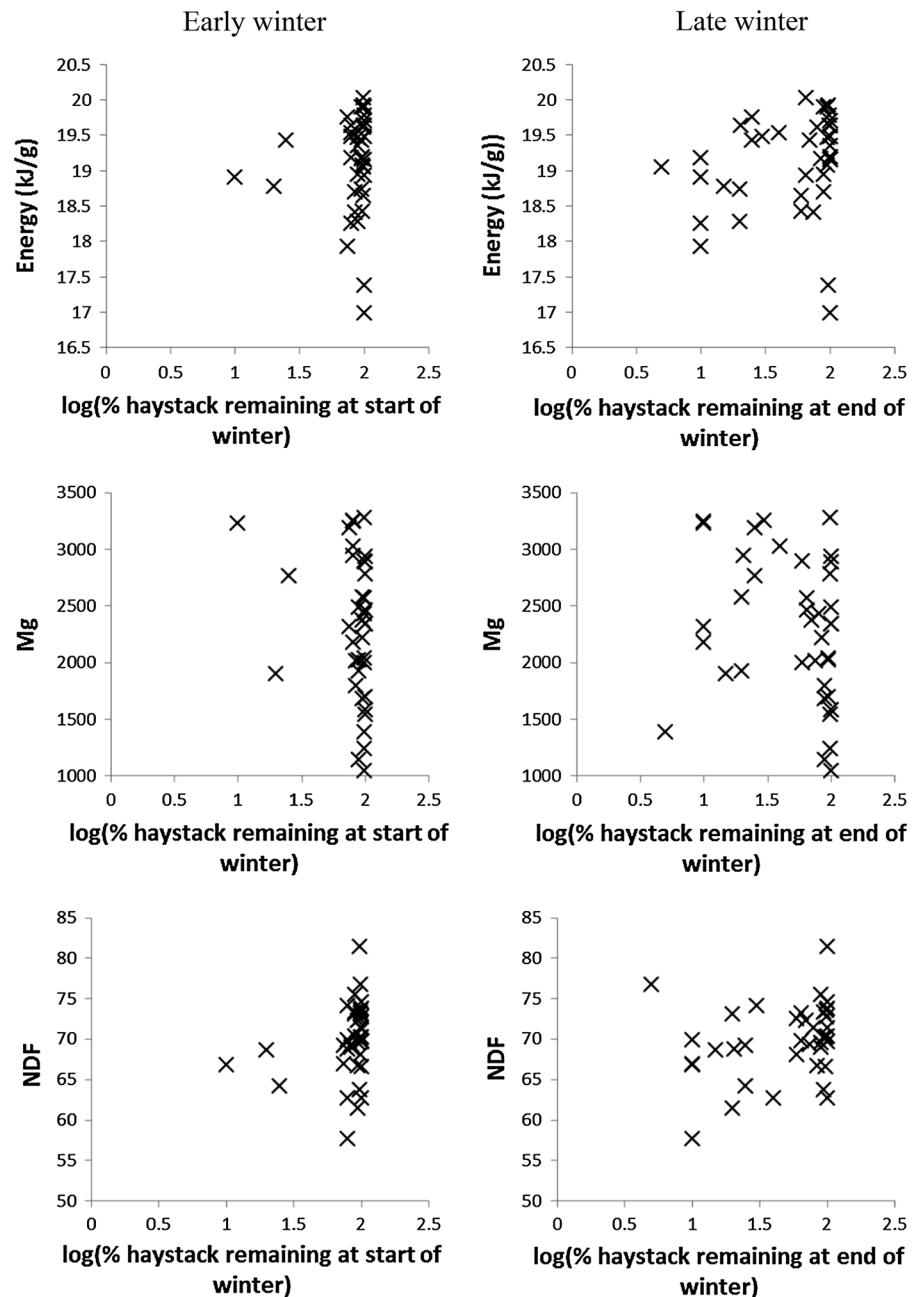 Early winter
Late winter
20.5
20
19.5
19
18.5
18
17.5
17
16.5
Energy (kJ/g)
0 0.5 1 1.5 2 2.5
log(% haystack remaining at start of
winter)
20.5
20
19.5
19
18.5
18
17.5
17
16.5
Energy (kJ/g))
0 0.5 1 1.5 2 2.5
log(% haystack remaining at end of
winter)
3500
3000
2500
2000
1500
1000
Mg
0 0.5 1 1.5 2 2.5
log(% haystack remaining at start of
winter)
3500
3000
2500
2000
1500
1000
Mg
0 0.5 1 1.5 2 2.5
log(% haystack remaining at end of
winter)
85
80
75
70
65
60
55
50
NDF
0 0.5 1 1.5 2 2.5
log(% haystack remaining at start of
winter)
85
80
75
70
65
60
55
50
NDF
0 0.5 1 1.5 2 2.5
log(% haystack remaining at end of
winter)